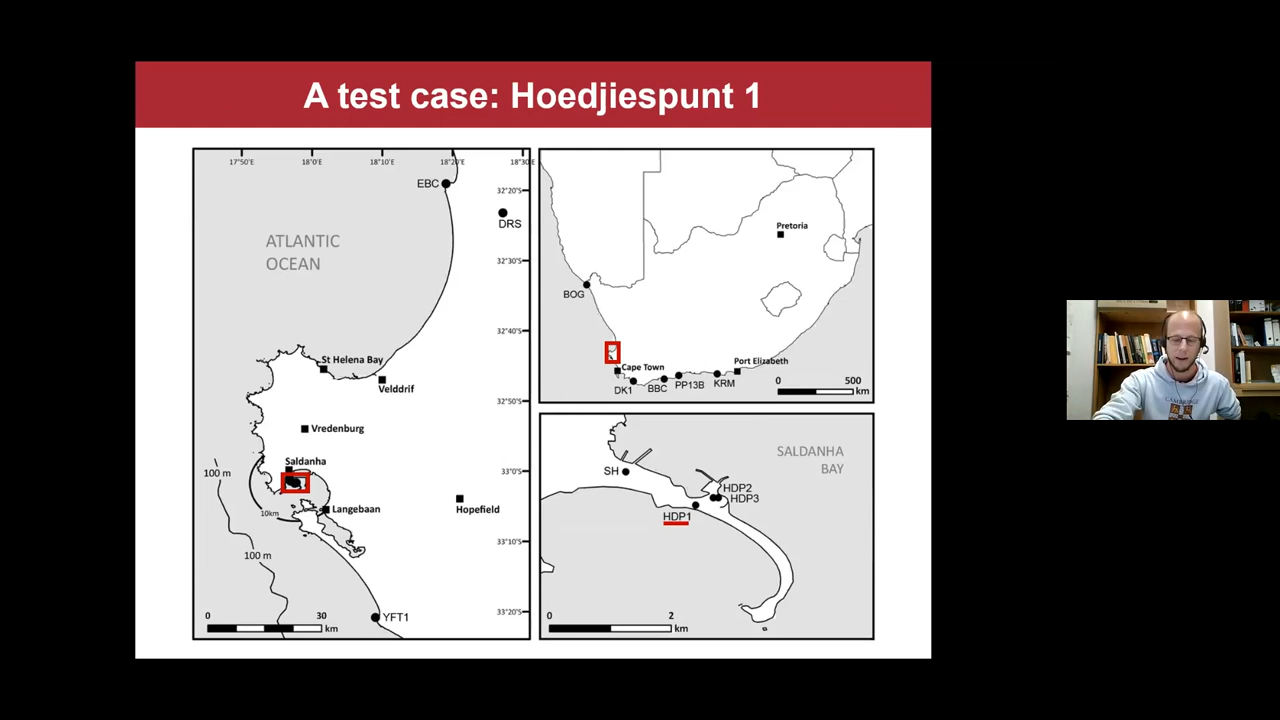 A test case: Hoedjiespunt 1
17°50'E
18°0'E
18°10'E
18°20'E
18°30'E
EBC
DRS
ATLANTIC
OCEAN
32°20'S
32°30'S
32°40'S
32°50'S
33°0'S
33°10'S
33°20'S
St Helena Bay
Velddrif
Vredenburg
Saldanha
100 m
10km
Langebaan
Hopefield
100 m
YFT1
0 30
km
Pretoria
BOG
Cape Town
Port Elizabeth
DK1
BBC
PP13B
KRM
0 500
km
SALDANHA
BAY
SH
HDP2
HDP3
HDP1
0 2
km
CAMBRIDGE